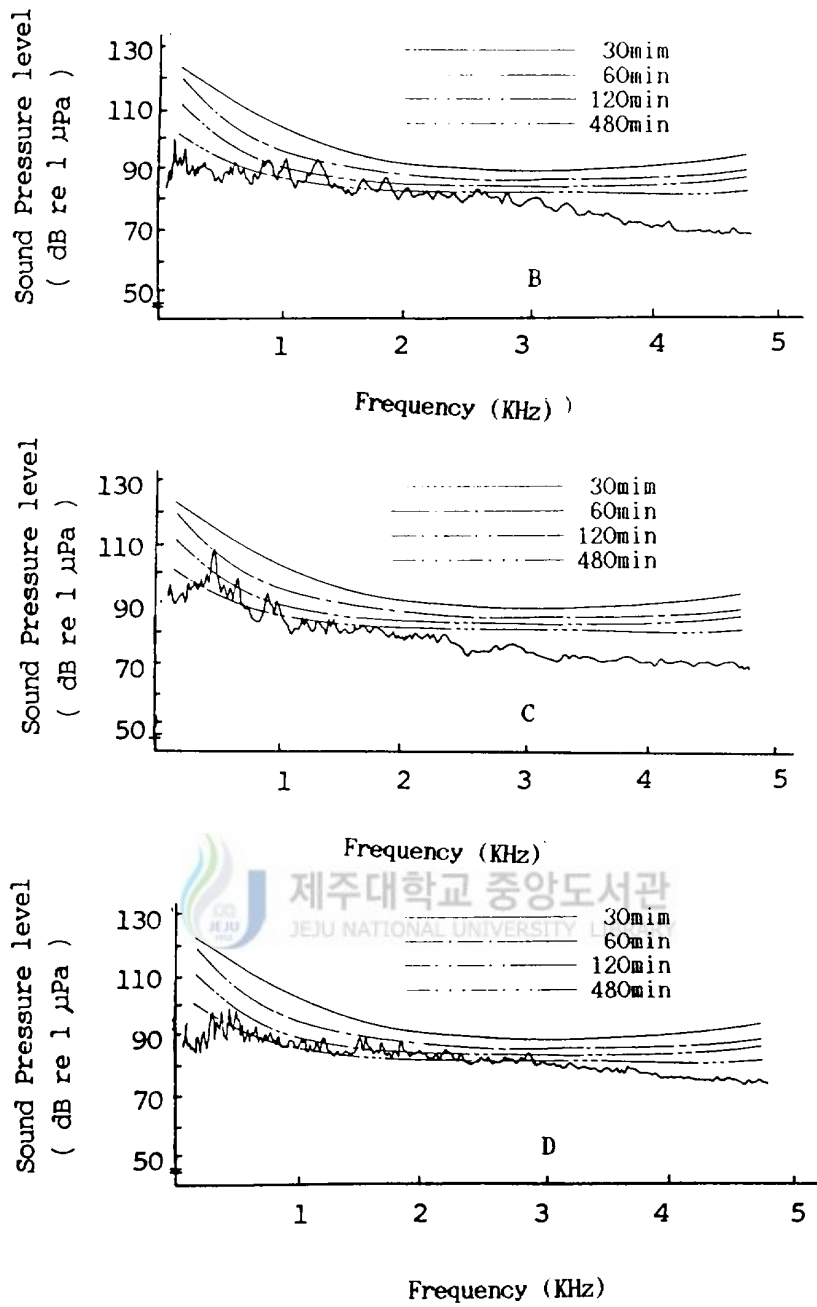 Sound Pressure level
( dB re 1 µPa )
130
110
90
70
50
30mim
60min
120min
480min
B
1 2 3 4 5
Frequency (KHz) )
Sound Pressure level
( dB re 1 µPa )
130
110
90
70
50
30mim
60min
120min
480min
C
1 2 3 4 5
Frequency (KHz)
제주대학교 중앙도서관
JEJU NATIONAL UNIVERSITY LIBRARY
JEJU
1952
Sound Pressure level
( dB re 1 µPa )
130
110
90
70
50
30mim
60min
120min
480min
D
1 2 3 4 5
Frequency (KHz)